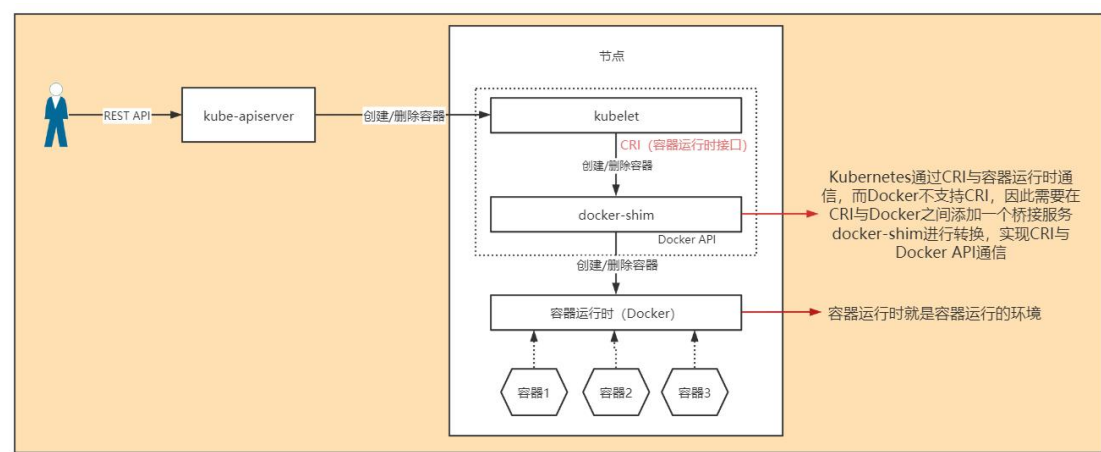 节点
REST API
kube-apiserver
创建/删除容器
kubelet
CRI（容器运行时接口）
创建/删除容器
docker-shim
Docker API
创建/删除容器
容器运行时（Docker）
容器1
容器2
容器3
Kubernetes通过CRI与容器运行时通
信，而Docker不支持CRI，因此需要在
CRI与Docker之间添加一个桥接服务
docker-shim进行转换，实现CRI与
Docker API通信
容器运行时就是容器运行的环境